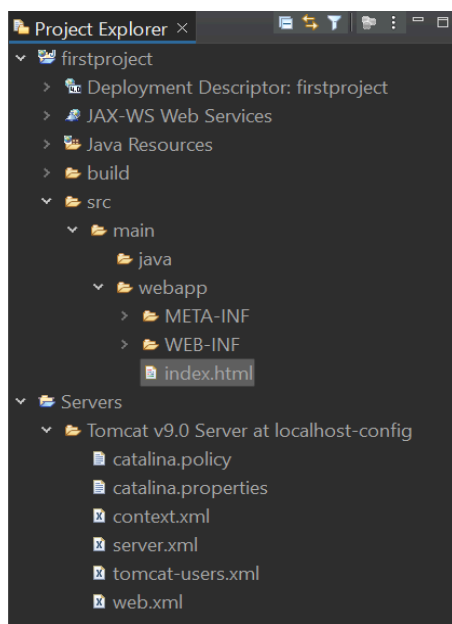 Project Explorer
firstproject
Deployment Descriptor: firstproject
JAX-WS Web Services
Java Resources
build
src
main
java
webapp
META-INF
WEB-INF
index.html
Servers
Tomcat v9.0 Server at localhost-config
catalina.policy
catalina.properties
context.xml
server.xml
tomcat-users.xml
web.xml